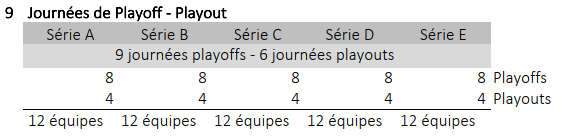 9 Journées de Playoff - Playout
Série A Série B Série C Série D Série E
9 journées playoffs - 6 journées playouts
8 8 8 8 8 Playoffs
4 4 4 4 4 Playouts
12 équipes 12 équipes 12 équipes 12 équipes 12 équipes